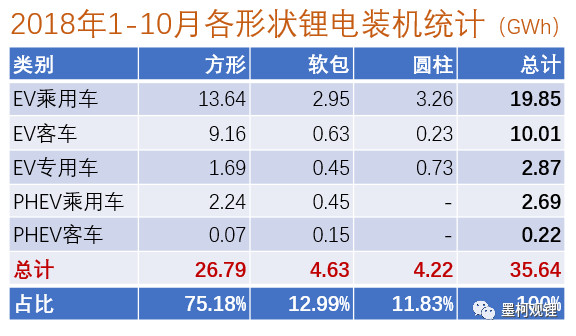 2018年1-10月各形状锂电装机统计（GWh）
类别 方形 软包 圆柱 总计
EV乘用车 13.64 2.95 3.26 19.85
EV客车 9.16 0.63 0.23 10.01
EV专用车 1.69 0.45 0.73 2.87
PHEV乘用车 2.24 0.45 - 2.69
PHEV客车 0.07 0.15 - 0.22
总计 26.79 4.63 4.22 35.64
占比 75.18% 12.99% 11.83% 100%
墨柯观锂